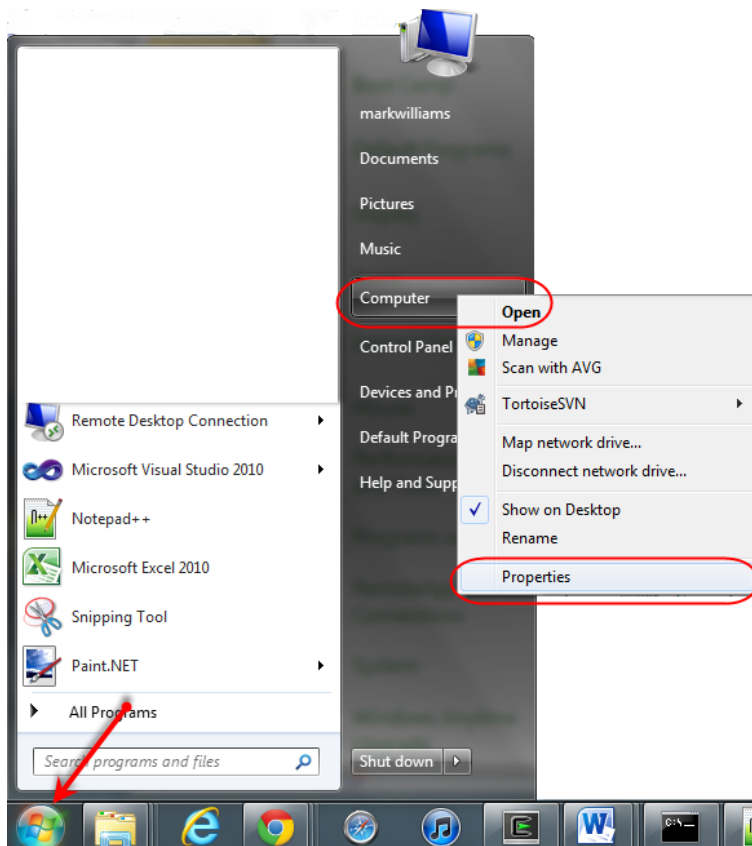 markwilliams
Documents
Pictures
Music
Computer
Control Panel
Devices and P
Default Progra
Help and Supp
Open
Manage
Scan with AVG
TortoiseSVN
Map network drive...
Disconnect network drive...
Show on Desktop
Rename
Properties
Remote Desktop Connection
Microsoft Visual Studio 2010
Notepad++
Microsoft Excel 2010
Snipping Tool
Paint.NET
All Programs
Search programs and files
Shut down
C:\